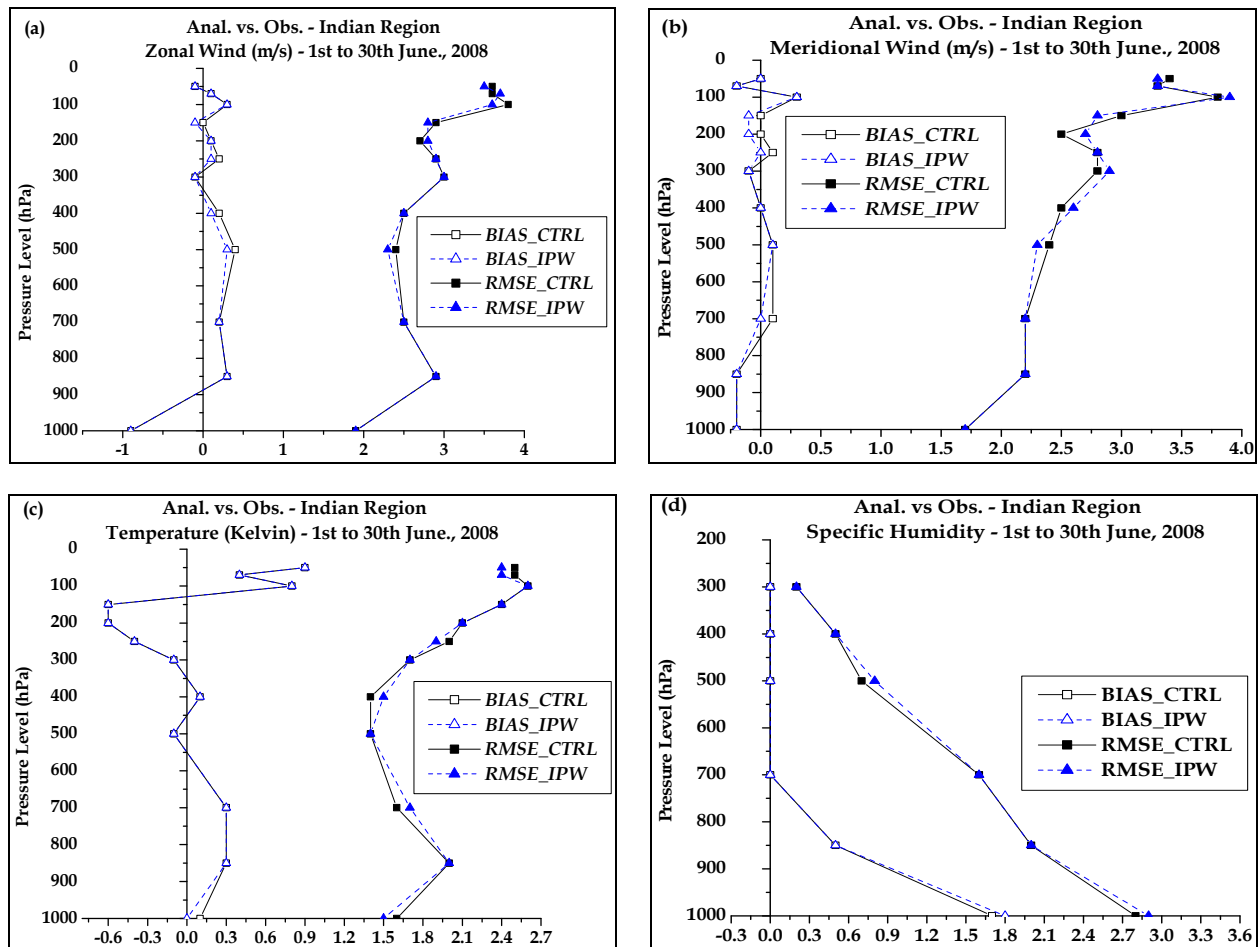 (a)
Anal. vs. Obs. - Indian Region
Zonal Wind (m/s) - 1st to 30th June., 2008
Pressure Level (hPa)
0
100
200
300
400
500
600
700
800
900
1000
-1 0 1 2 3 4
BIAS_CTRL
BIAS_IPW
RMSE_CTRL
RMSE_IPW
(b)
Anal. vs. Obs. - Indian Region
Meridional Wind (m/s) - 1st to 30th June, 2008
Pressure Level (hPa)
0
100
200
300
400
500
600
700
800
900
1000
0.0 0.5 1.0 1.5 2.0 2.5 3.0 3.5 4.0
BIAS_CTRL
BIAS_IPW
RMSE_CTRL
RMSE_IPW
(c)
Anal. vs. Obs. - Indian Region
Temperature (Kelvin) - 1st to 30th June., 2008
Pressure Level (hPa)
0
100
200
300
400
500
600
700
800
900
1000
-0.6 -0.3 0.0 0.3 0.6 0.9 1.2 1.5 1.8 2.1 2.4 2.7
BIAS_CTRL
BIAS_IPW
RMSE_CTRL
RMSE_IPW
(d)
Anal. vs. Obs. - Indian Region
Specific Humidity - 1st to 30th June, 2008
Pressure Level (hPa)
200
300
400
500
600
700
800
900
1000
-0.3 0.0 0.3 0.6 0.9 1.2 1.5 1.8 2.1 2.4 2.7 3.0 3.3 3.6
BIAS_CTRL
BIAS_IPW
RMSE_CTRL
RMSE_IPW